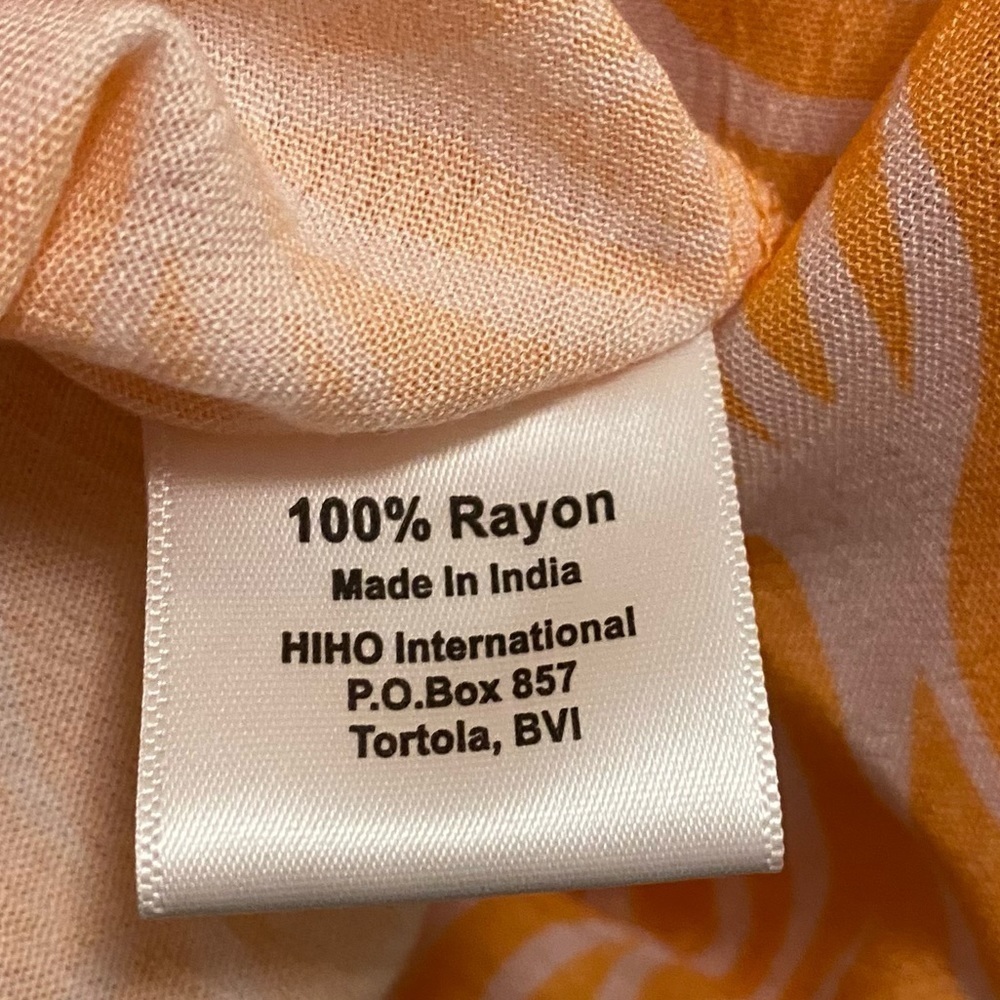 100% Rayon
Made In India
HIHO International
P.O.Box 857
Tortola, BVI